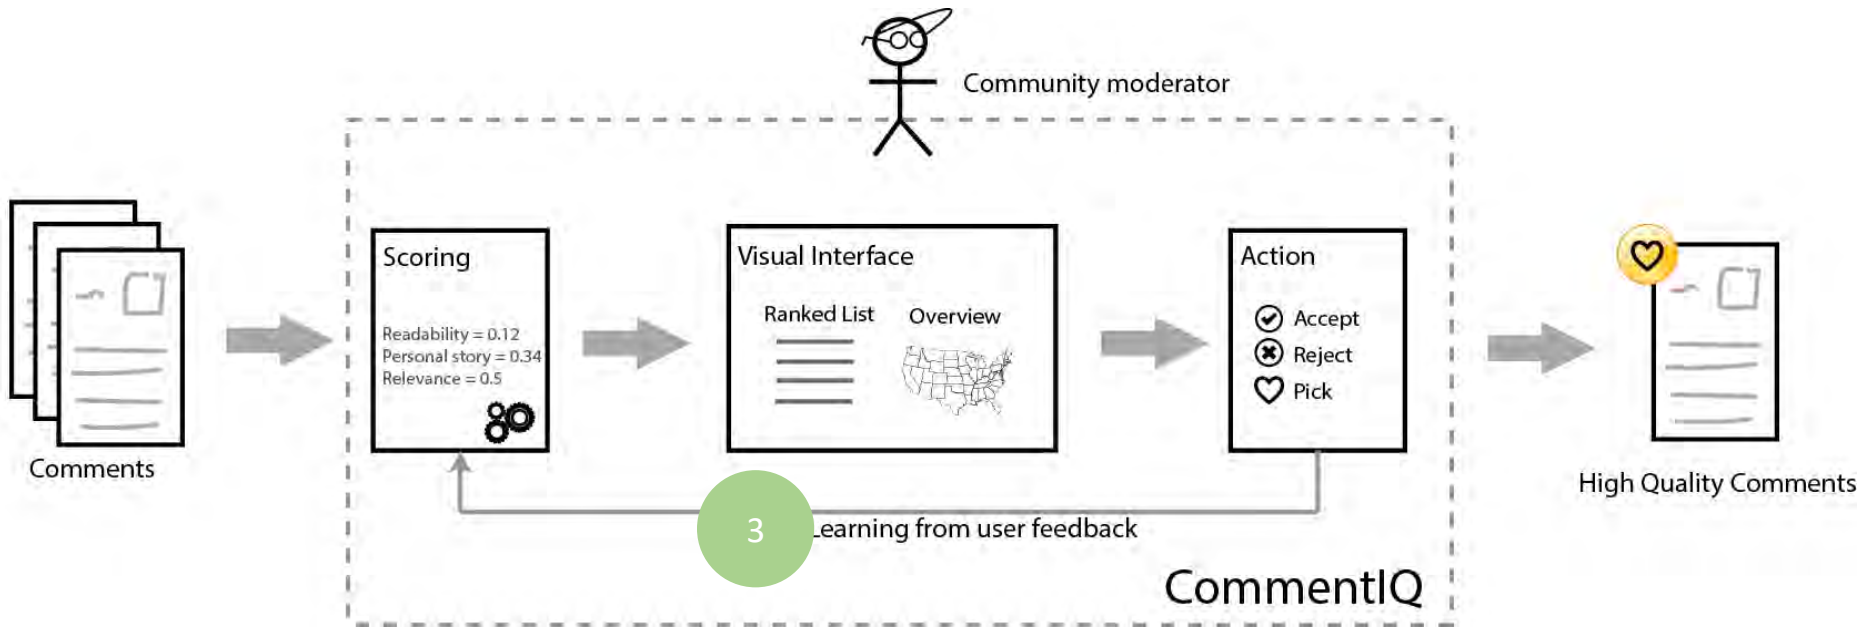 Community moderator
Comments
Scoring
Readability = 0.12
Personal story = 0.34
Relevance = 0.5
Visual Interface
Ranked List
Overview
Action
Accept
Reject
Pick
High Quality Comments
3
Learning from user feedback
CommentIQ